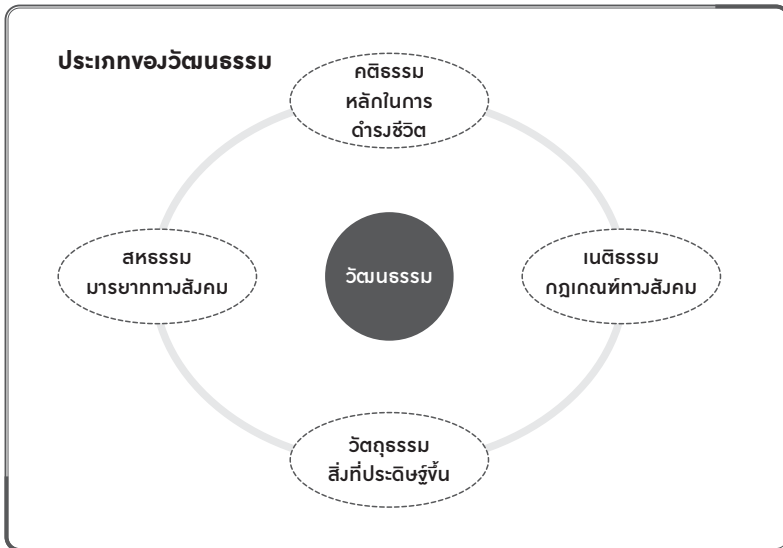 ประเภทของวัฒนธรรม
คติธรรม
หลักในการ
ดำรงชีวิต
สหธรรม
มารยาททางสังคม
วัฒนธรรม
เนติธรรม
กฎเกณฑ์ทางสังคม
วัตถุธรรม
สิ่งที่ประดิษฐ์ขึ้น